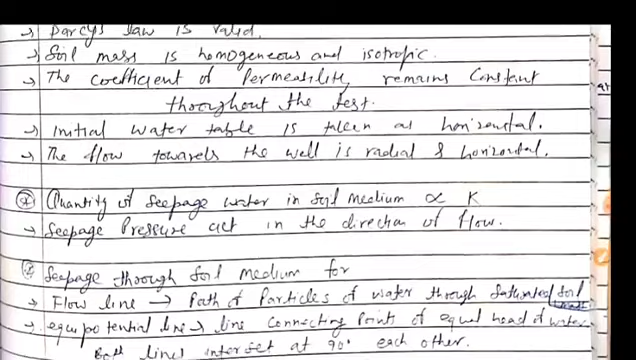 → Darcy's law is valid.
→ Soil mass is homogeneous and isotropic.
→ The coefficient of Permeability remains Constant
throughout the test.
→ Initial water table is taken as horizontal.
→ The flow towards the well is radial & horizontal.
Quantity of Seepage water in soil medium ∝ K
→ Seepage Pressure act in the direction of flow.
Seepage through Soil medium for
→ Flow line → Path of Particles of water through Saturated Soil
→ equipotential line → line Connecting Points of equal head of water
Both lines interset at 90° each other.